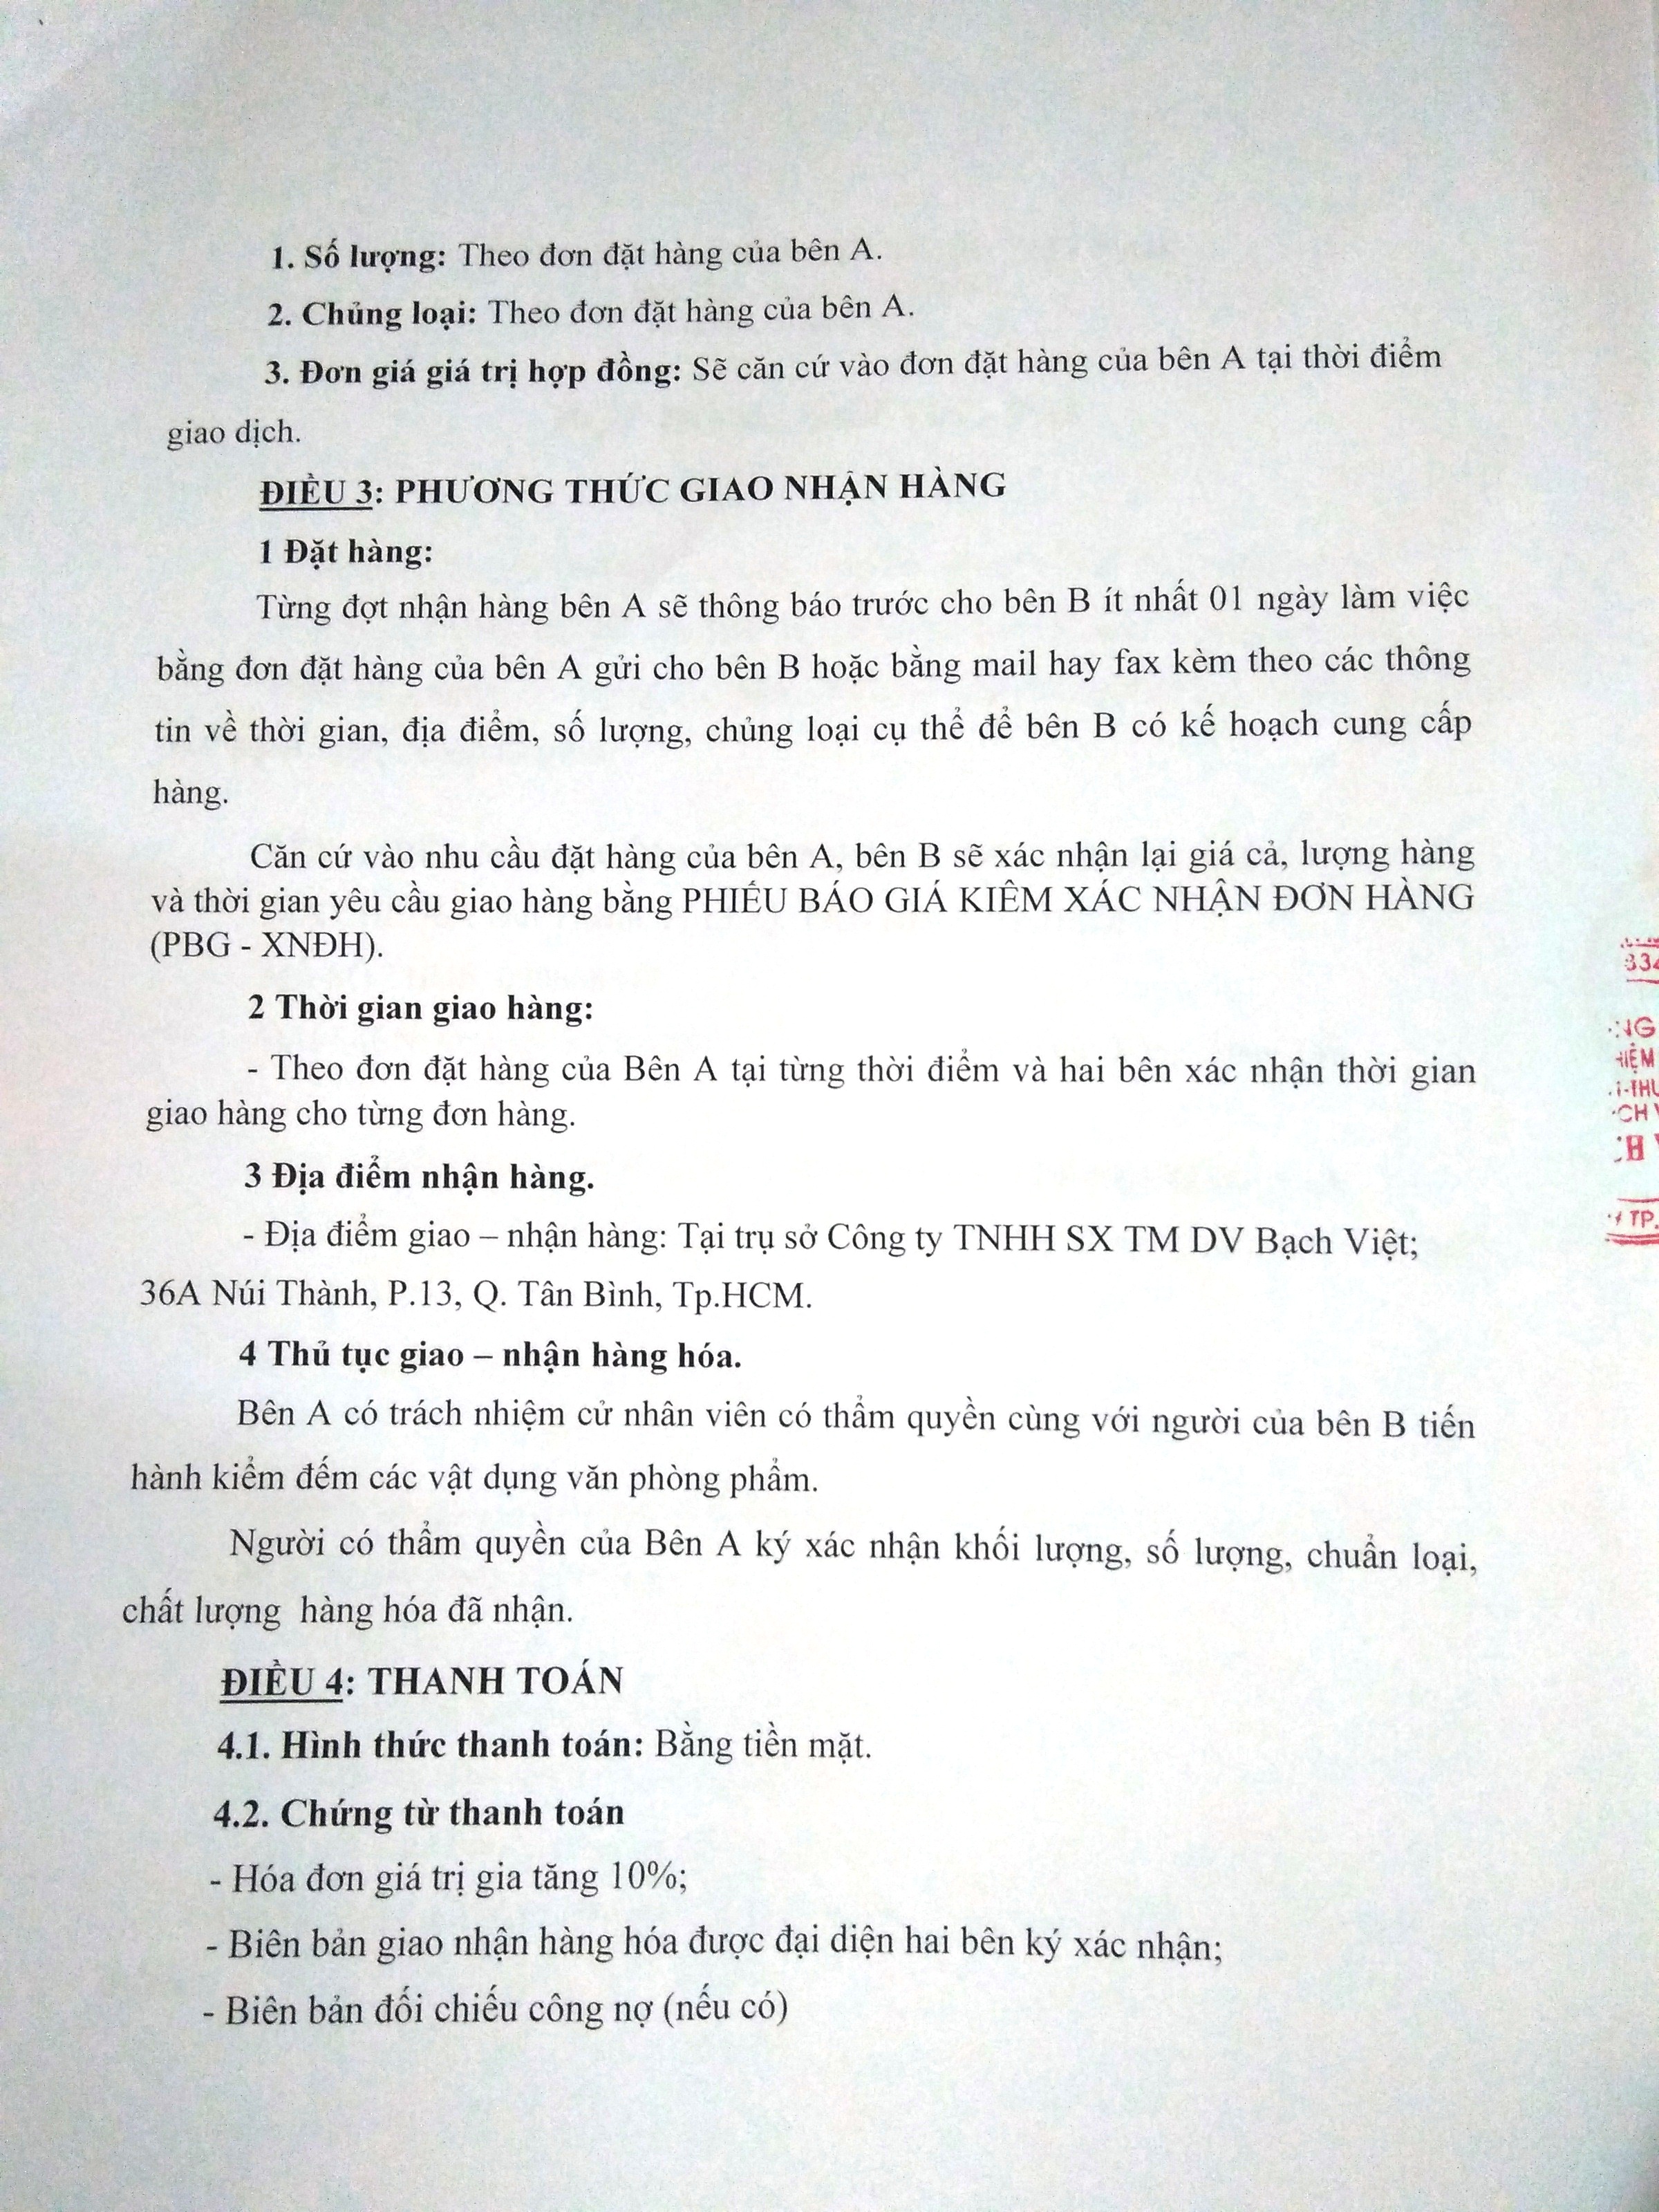 1. Số lượng: Theo đơn đặt hàng của bên A.
2. Chủng loại: Theo đơn đặt hàng của bên A.
3. Đơn giá giá trị hợp đồng: Sẽ căn cứ vào đơn đặt hàng của bên A tại thời điểm
giao dịch.
ĐIỀU 3: PHƯƠNG THỨC GIAO NHẬN HÀNG
1 Đặt hàng:
Từng đợt nhận hàng bên A sẽ thông báo trước cho bên B ít nhất 01 ngày làm việc
bằng đơn đặt hàng của bên A gửi cho bên B hoặc bằng mail hay fax kèm theo các thông
tin về thời gian, địa điểm, số lượng, chủng loại cụ thể để bên B có kế hoạch cung cấp
hàng.
Căn cứ vào nhu cầu đặt hàng của bên A, bên B sẽ xác nhận lại giá cả, lượng hàng
và thời gian yêu cầu giao hàng bằng PHIẾU BÁO GIÁ KIÊM XÁC NHẬN ĐƠN HÀNG
(PBG - XNĐH).
2 Thời gian giao hàng:
- Theo đơn đặt hàng của Bên A tại từng thời điểm và hai bên xác nhận thời gian
giao hàng cho từng đơn hàng.
3 Địa điểm nhận hàng.
- Địa điểm giao – nhận hàng: Tại trụ sở Công ty TNHH SX TM DV Bạch Việt;
36A Núi Thành, P.13, Q. Tân Bình, Tp.HCM.
4 Thủ tục giao – nhận hàng hóa.
Bên A có trách nhiệm cử nhân viên có thẩm quyền cùng với người của bên B tiến
hành kiểm đếm các vật dụng văn phòng phẩm.
Người có thẩm quyền của Bên A ký xác nhận khối lượng, số lượng, chuẩn loại,
chất lượng hàng hóa đã nhận.
ĐIỀU 4: THANH TOÁN
4.1. Hình thức thanh toán: Bằng tiền mặt.
4.2. Chứng từ thanh toán
- Hóa đơn giá trị gia tăng 10%;
- Biên bản giao nhận hàng hóa được đại diện hai bên ký xác nhận;
- Biên bản đối chiếu công nợ (nếu có)
TP.